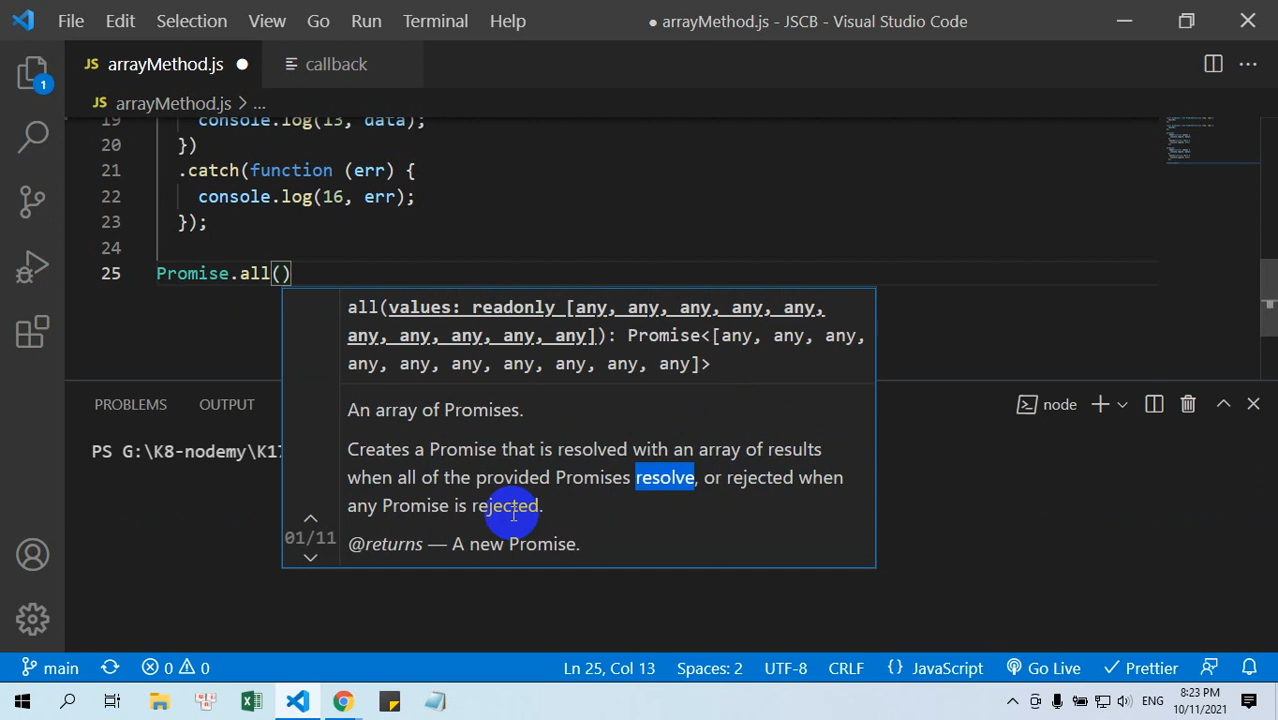 File Edit Selection View Go Run Terminal Help ● arrayMethod.js - JSCB - Visual Studio Code
JS arrayMethod.js ● callback
JS arrayMethod.js > ...
19 console.log(13, data);
20 })
21 .catch(function (err) {
22 console.log(16, err);
23 });
24
25 Promise.all()
all(values: readonly [any, any, any, any, any,
any, any, any, any, any]): Promise<[any, any, any,
any, any, any, any, any, any, any]>
An array of Promises.
Creates a Promise that is resolved with an array of results
when all of the provided Promises resolve, or rejected when
any Promise is rejected.
@returns — A new Promise.
01/11
1
PROBLEMS OUTPUT node
PS G:\K8-nodemy\K17
main 0 0 Ln 25, Col 13 Spaces: 2 UTF-8 CRLF {} JavaScript Go Live Prettier
ENG 8:23 PM
10/11/2021